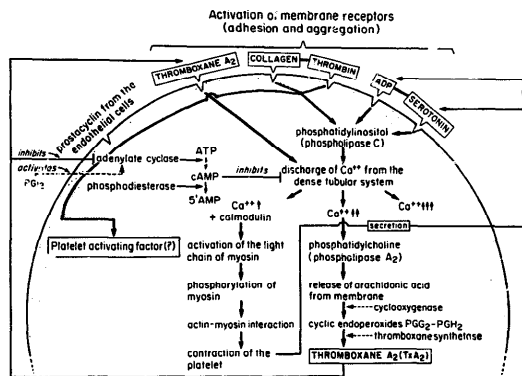 Activation of membrane receptors
(adhesion and aggregation)
THROMBOXANE A2
COLLAGEN
THROMBIN
ADP
SEROTONIN
prostacyclin from the
endothelial cells
inhibits
adenylate cyclase
activates
PGI2
phosphodiesterase
ATP
cAMP
5'AMP
inhibits
phosphatidylinositol
(phospholipase C)
discharge of Ca++ from the
dense tubular system
Ca++↑
+ calmodulin
Ca++↑↑
Ca++↑↑↑
secretion
Platelet activating factor(?)
activation of the light
chain of myosin
phosphorylation of
myosin
actin-myosin interaction
contraction of the
platelet
phosphatidylcholine
(phospholipase A2)
release of arachidonic acid
from membrane
cyclooxygenase
cyclic endoperoxides PGG2-PGH2
thromboxane synthetase
THROMBOXANE A2(TxA2)